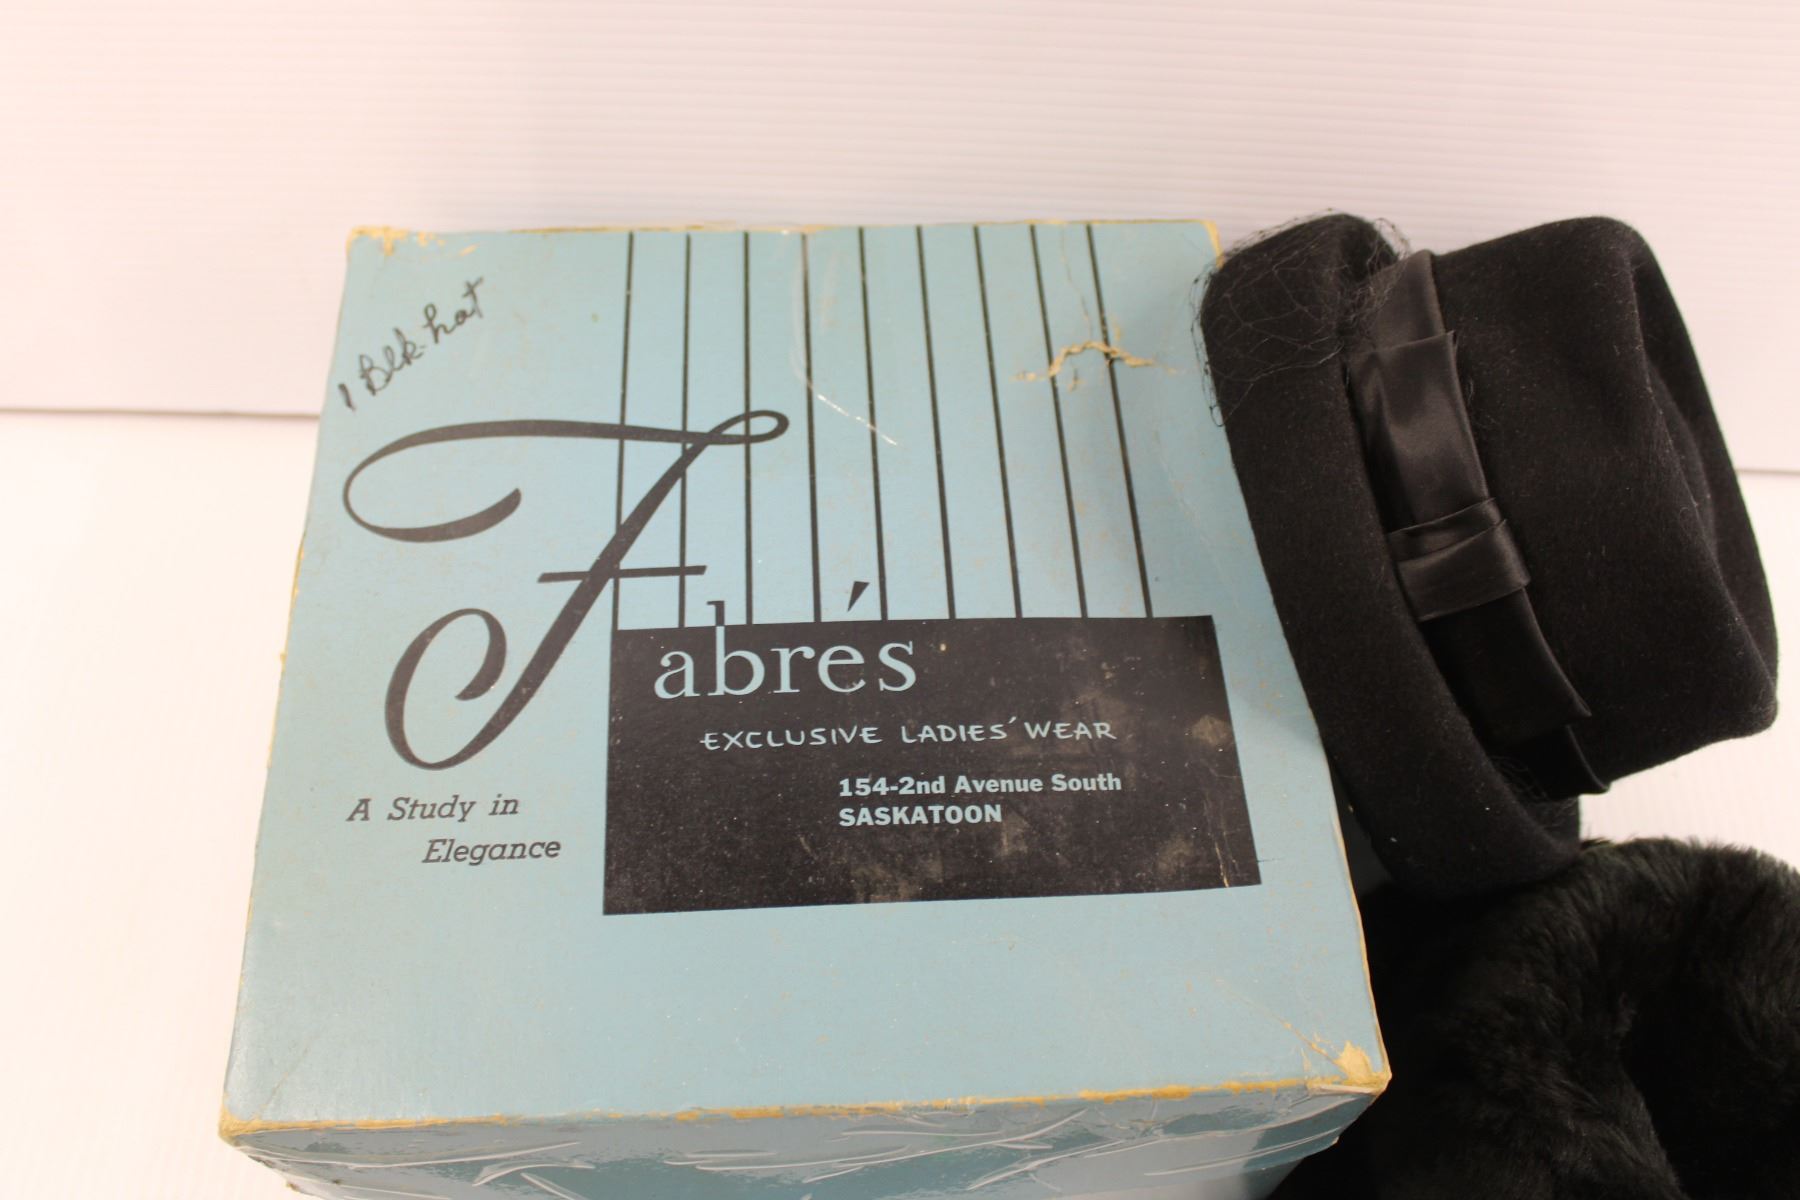 1 Blk. hat
Fabrés
EXCLUSIVE LADIES' WEAR
154-2nd Avenue South
SASKATOON
A Study in
Elegance